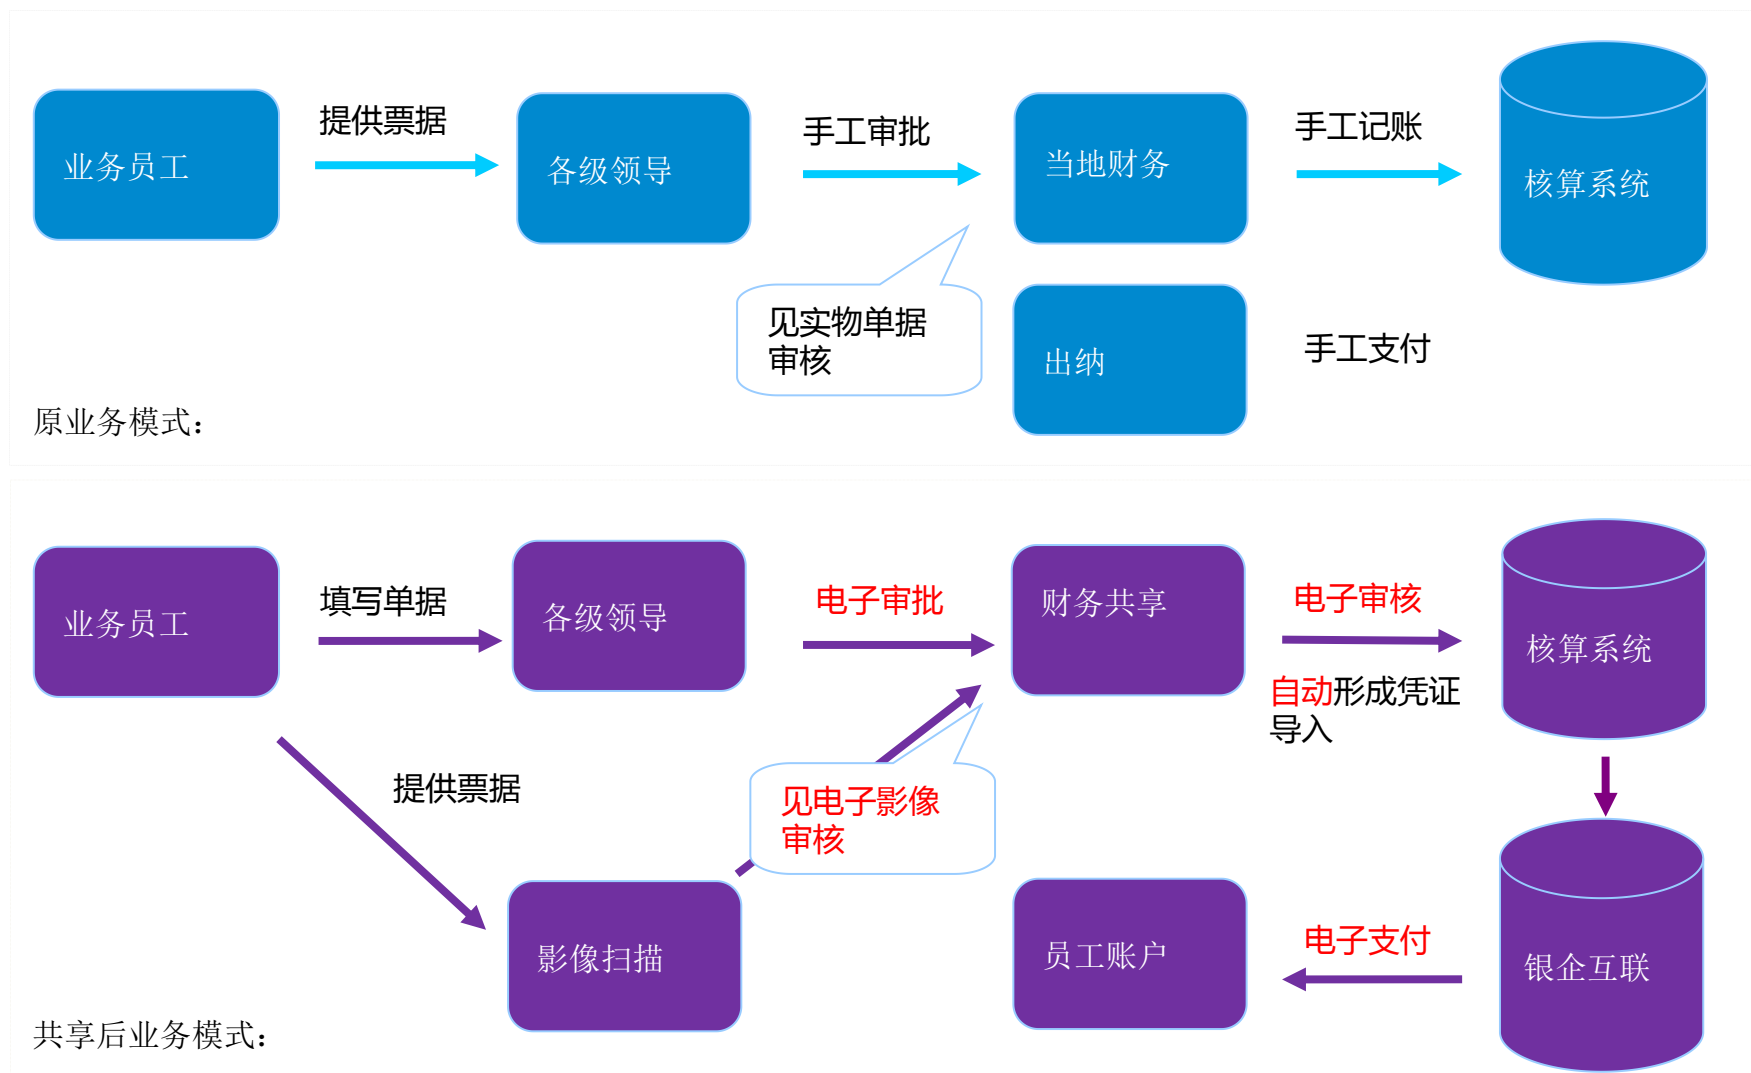 提供票据
手工审批
手工记账
业务员工
各级领导
当地财务
核算系统
见实物单据
审核
出纳
手工支付
原业务模式：
填写单据
电子审批
财务共享
电子审核
业务员工
各级领导
核算系统
自动形成凭证
导入
提供票据
见电子影像
审核
影像扫描
员工账户
电子支付
银企互联
共享后业务模式：